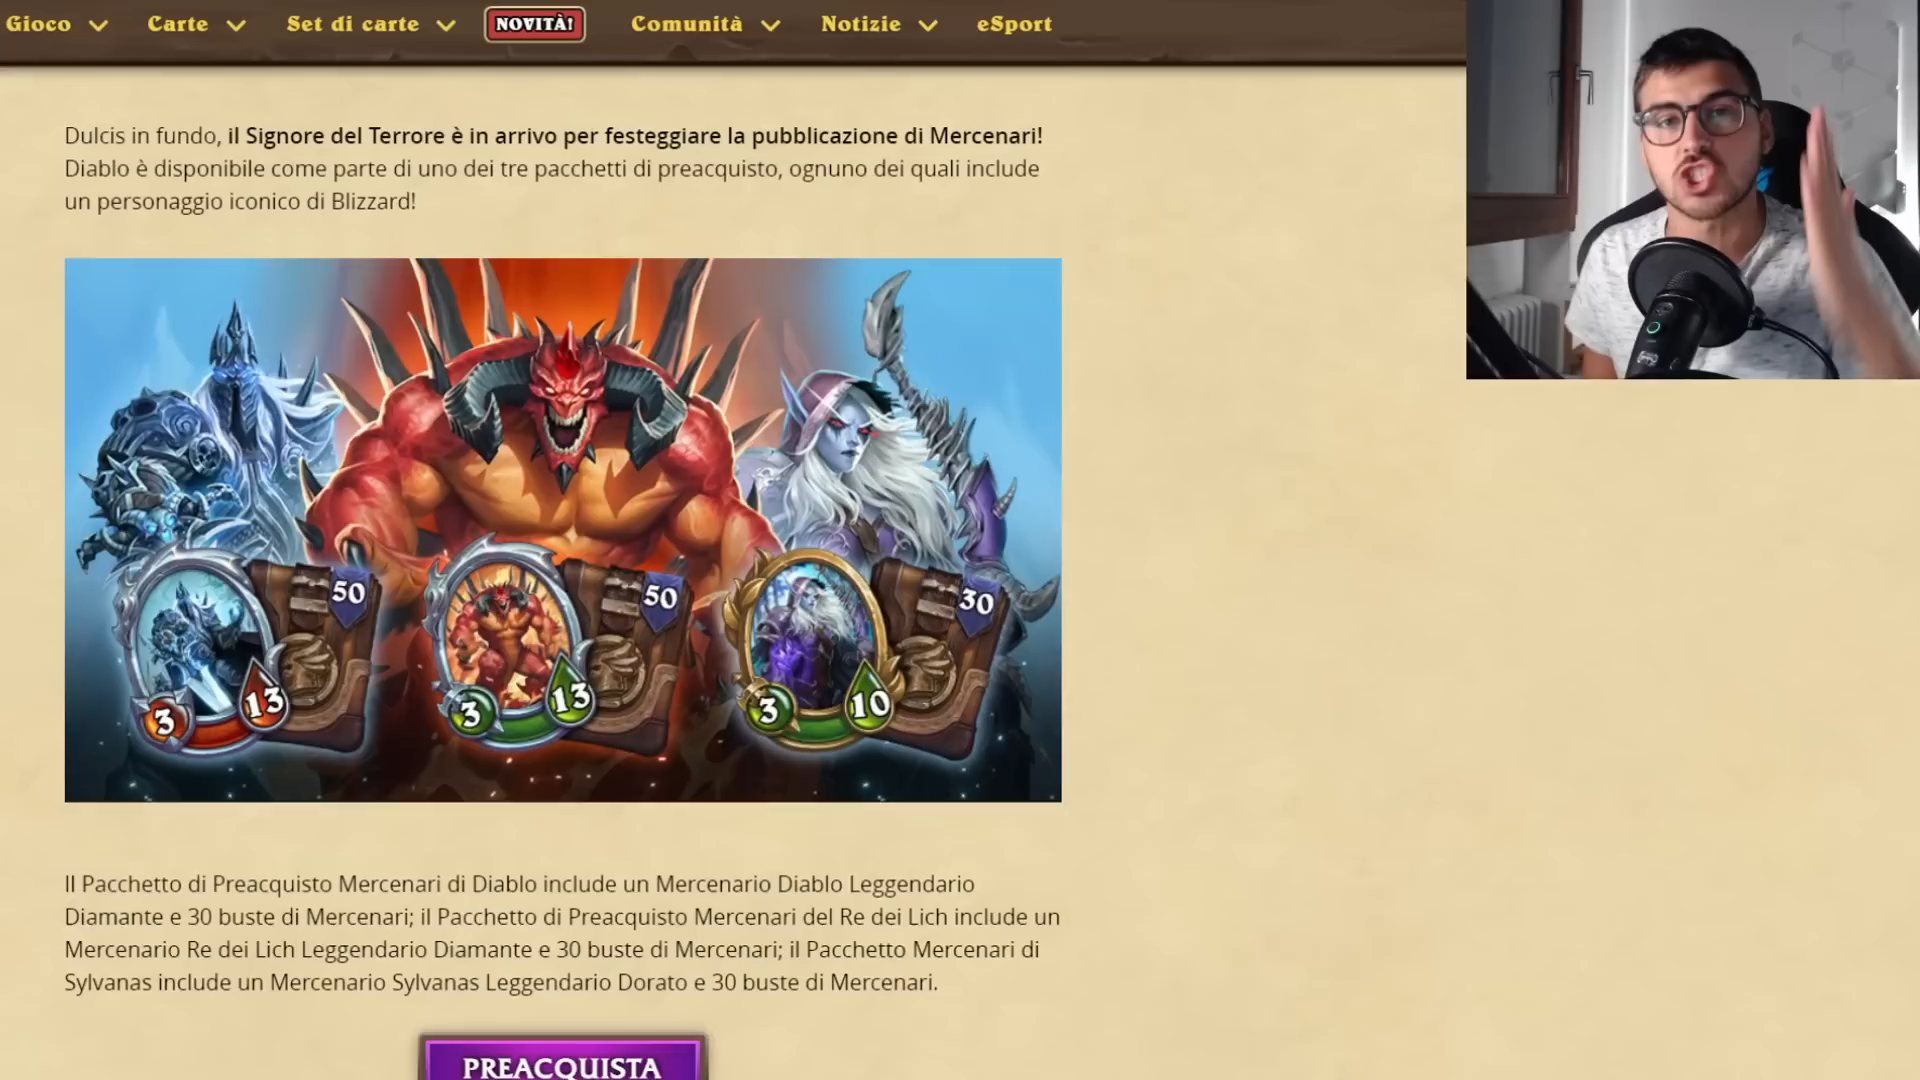 Gioco
Carte
Set di carte
NOVITÀ!
Comunità
Notizie
eSport
Dulcis in fundo, il Signore del Terrore è in arrivo per festeggiare la pubblicazione di Mercenari!
Diablo è disponibile come parte di uno dei tre pacchetti di preacquisto, ognuno dei quali include
un personaggio iconico di Blizzard!
50
50
30
3
13
3
13
3
10
Il Pacchetto di Preacquisto Mercenari di Diablo include un Mercenario Diablo Leggendario
Diamante e 30 buste di Mercenari; il Pacchetto di Preacquisto Mercenari del Re dei Lich include un
Mercenario Re dei Lich Leggendario Diamante e 30 buste di Mercenari; il Pacchetto Mercenari di
Sylvanas include un Mercenario Sylvanas Leggendario Dorato e 30 buste di Mercenari.
PREACQUISTA